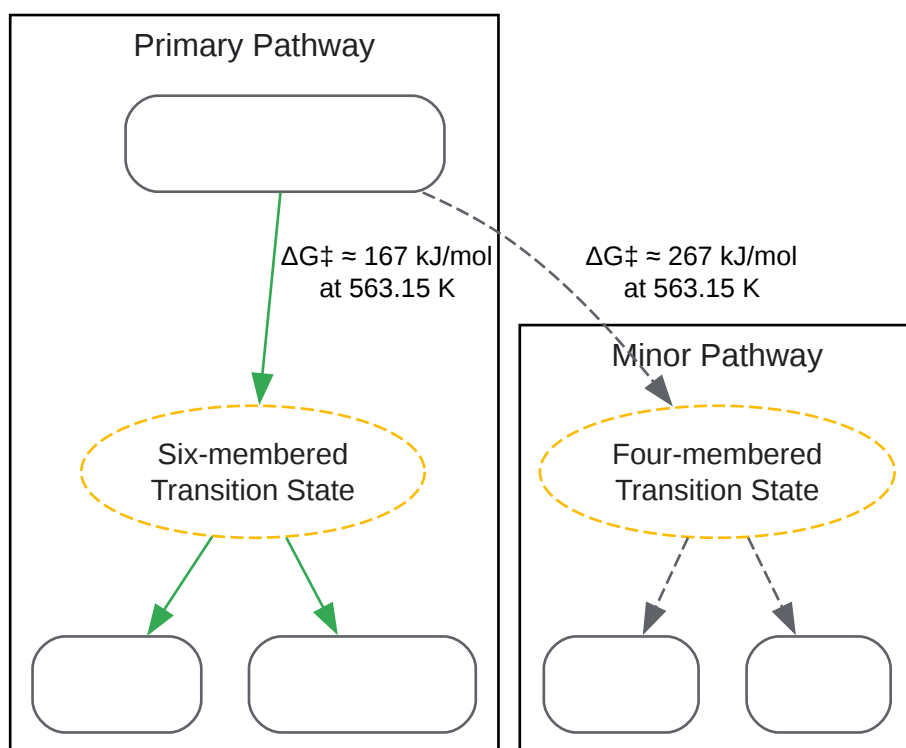 Primary Pathway
ΔG‡ ≈ 167 kJ/mol
at 563.15 K
ΔG‡ ≈ 267 kJ/mol
at 563.15 K
Minor Pathway
Six-membered
Transition State
Four-membered
Transition State